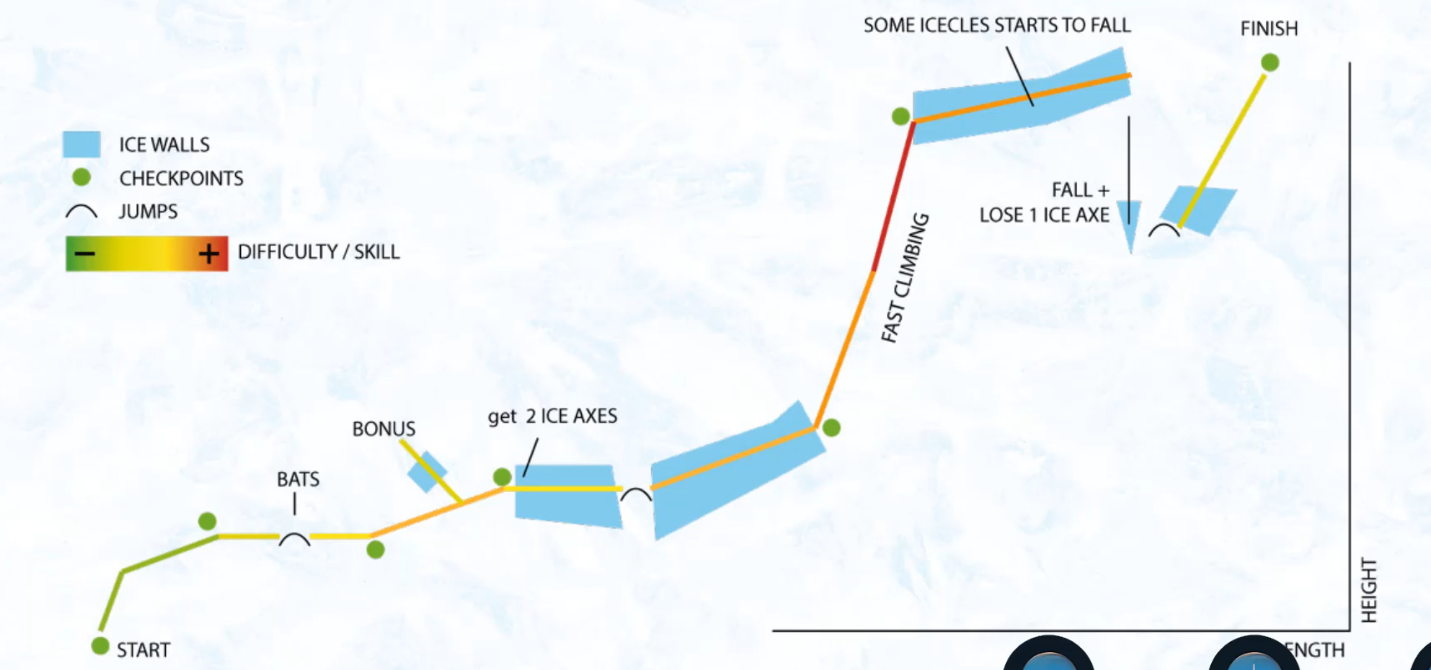 SOME ICECLES STARTS TO FALL
FINISH
ICE WALLS
CHECKPOINTS
JUMPS
− + DIFFICULTY / SKILL
FALL +
LOSE 1 ICE AXE
FAST CLIMBING
get 2 ICE AXES
BONUS
BATS
START
HEIGHT
ENGTH